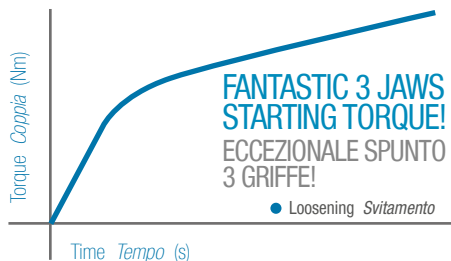 Torque Coppia (Nm)
FANTASTIC 3 JAWS
STARTING TORQUE!
ECCEZIONALE SPUNTO
3 GRIFFE!
Loosening Svitamento
Time Tempo (s)